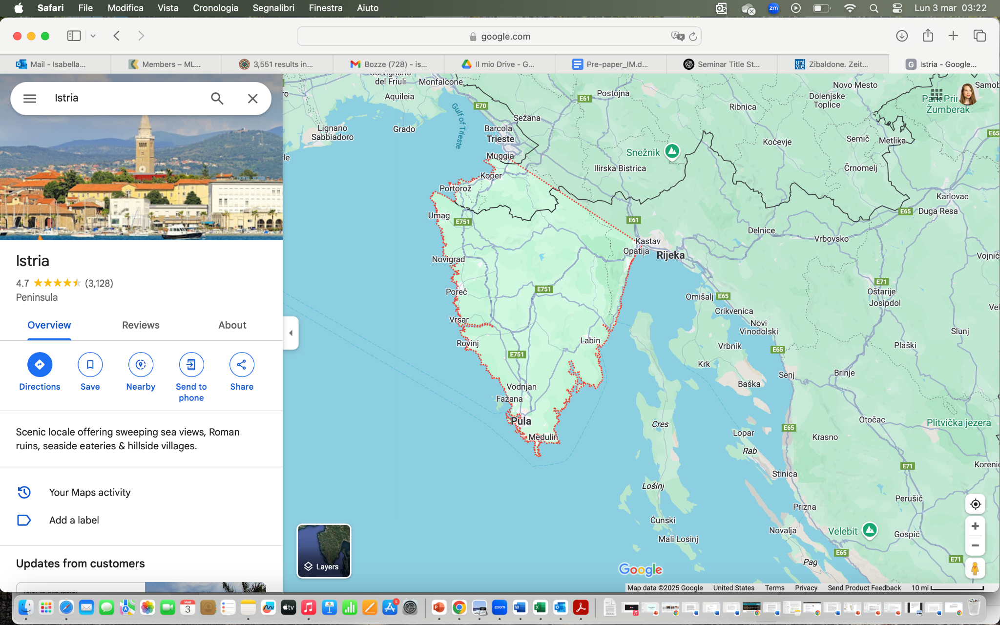 Safari File Modifica Vista Cronologia Segnalibri Finestra Aiuto
zm
Lun 3 mar 03:22
google.com
Mail - Isabella...
Members – ML...
3,551 results in...
Bozze (728) - is...
Il mio Drive - G...
Pre-paper_IM.d...
Seminar Title St...
Zibaldone. Zeit...
G
Istria - Google...
Istria
Istria
4.7 (3,128)
Peninsula
Overview Reviews About
Directions Save Nearby Send to phone Share
Scenic locale offering sweeping sea views, Roman
ruins, seaside eateries & hillside villages.
Your Maps activity
Add a label
Updates from customers
del Friuli
Monfalcone
Aquileia
Gulf of Trieste
E70
E61
Postojna
Novo Mesto
Dolenjske
Toplice
Ribnica
Žumberak
Sežana
Lignano
Sabbiadoro
Grado
Barcola
Trieste
Kočevje
Semič
Metlika
E65
Snežnik
Muggia
Ilirska Bistrica
Črnomelj
Koper
Portorož
Karlovac
Umag
E751
E61
E65
Duga Resa
Delnice
Vrbovsko
Kastav
Opatija
Rijeka
Novigrad
E751
Poreč
Omišalj
E65
E71
Oštarije
Josipdol
Crikvenica
Vrsar
Novi
Vinodolski
Slunj
Rovinj
Labin
Vrbnik
E65
Plaški
E751
Krk
Senj
Brinje
Vodnjan
Baška
Fažana
Pula
Cres
Otočac
Plitvička jezera
E65
Medulin
Lopar
Krasno
Rab
E71
Stinica
Lošinj
Perušić
Prizna
Ćunski
Novalja
Velebit
Gospić
Mali Losinj
E65
E71
Pag
Layers
Google
Map data ©2025 Google United States Terms Privacy Send Product Feedback 10 mi
MAR
3
tv
zoom